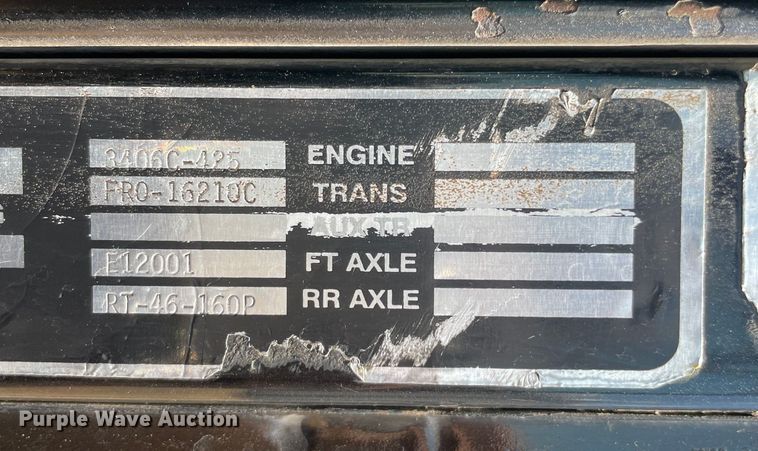 3406C-425 ENGINE
FRO-16210C TRANS
AUX TR
E12001 FT AXLE
RT-46-160P RR AXLE
Purple Wave Auction